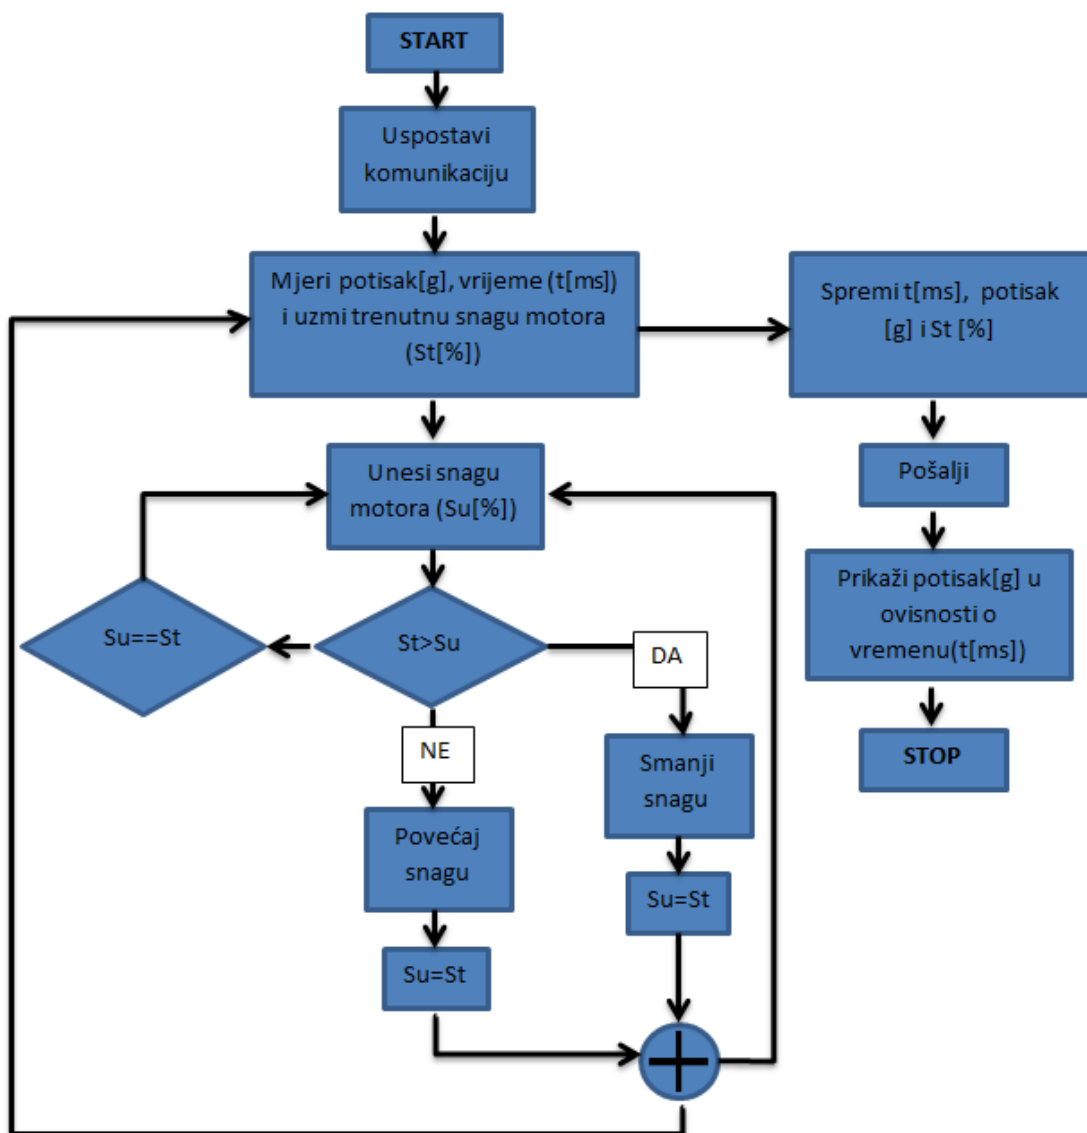 START
Uspostavi
komunikaciju
Mjeri potisak[g], vrijeme (t[ms])
i uzmi trenutnu snagu motora
(St[%])
Spremi t[ms], potisak
[g] i St [%]
Unesi snagu
motora (Su[%])
Pošalji
Prikaži potisak[g] u
ovisnosti o
vremenu(t[ms])
Su==St
St>Su
DA
NE
STOP
Smanji
snagu
Povećaj
snagu
Su=St
Su=St